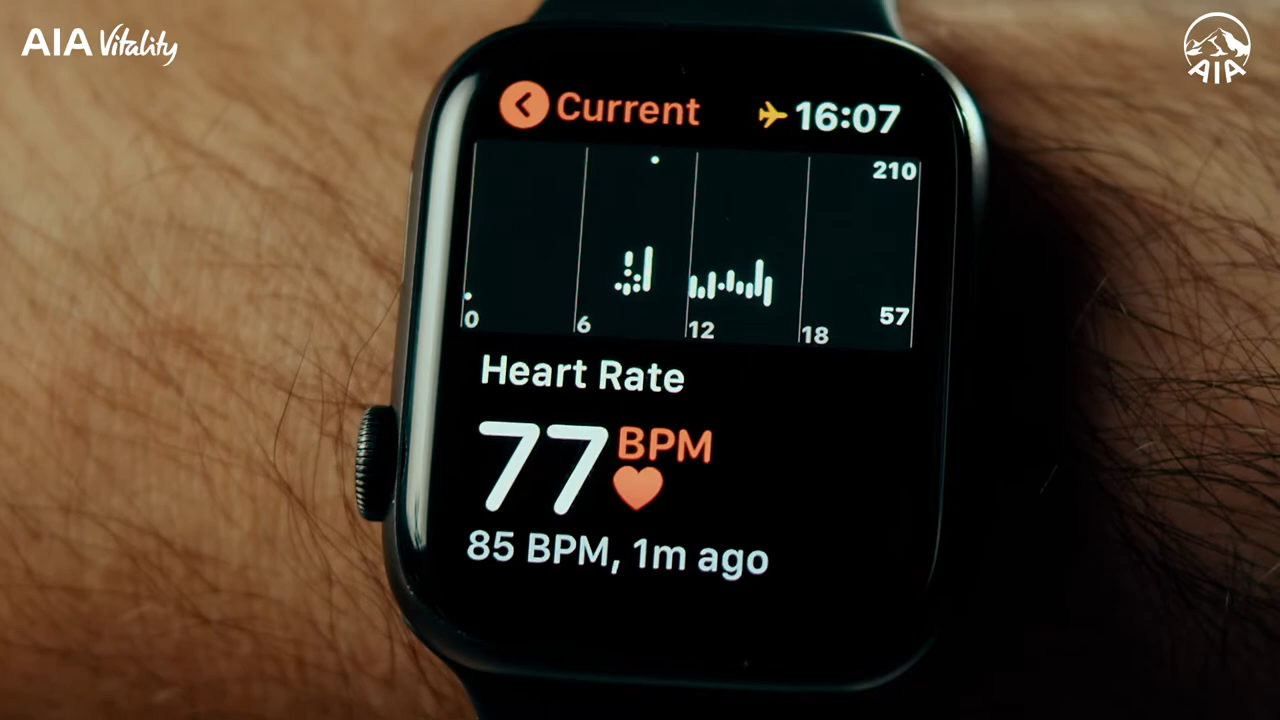 AIA Vitality
AIA
Current 16:07
210
57
0 6 12 18
Heart Rate
77 BPM
85 BPM, 1m ago